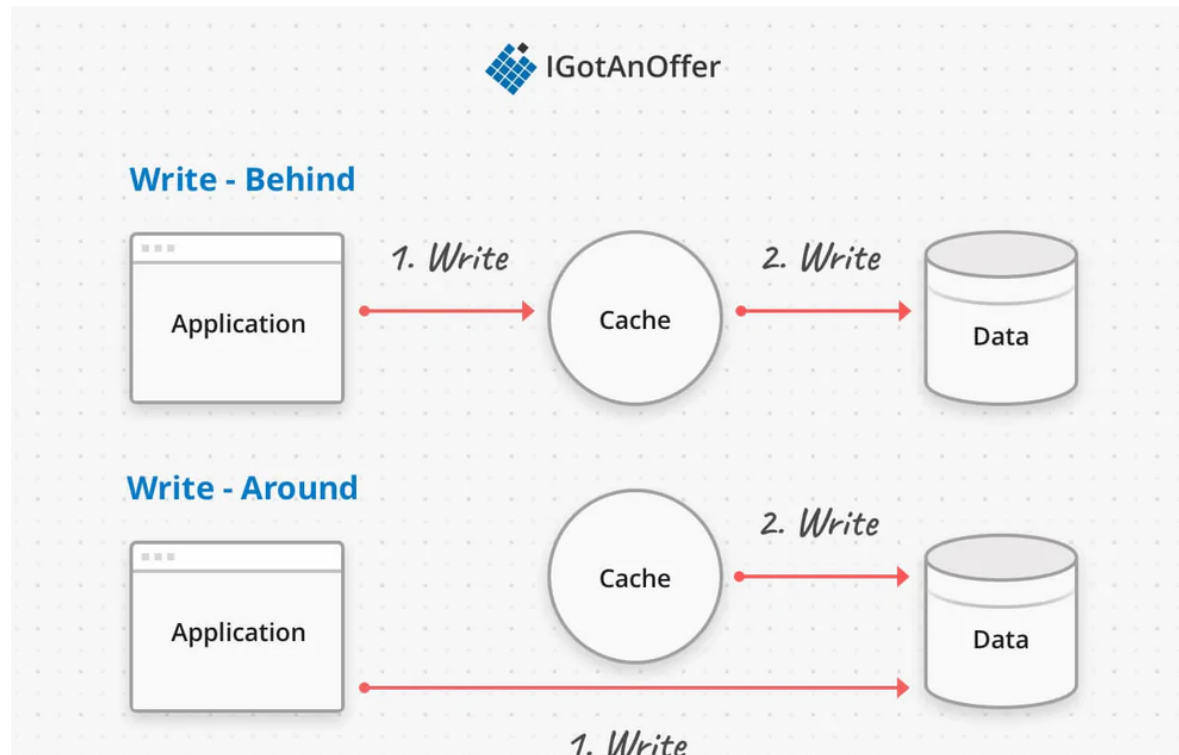 IGotAnOffer
Write - Behind
1. Write
2. Write
Application
Cache
Data
Write - Around
2. Write
Cache
Application
Data
1. Write